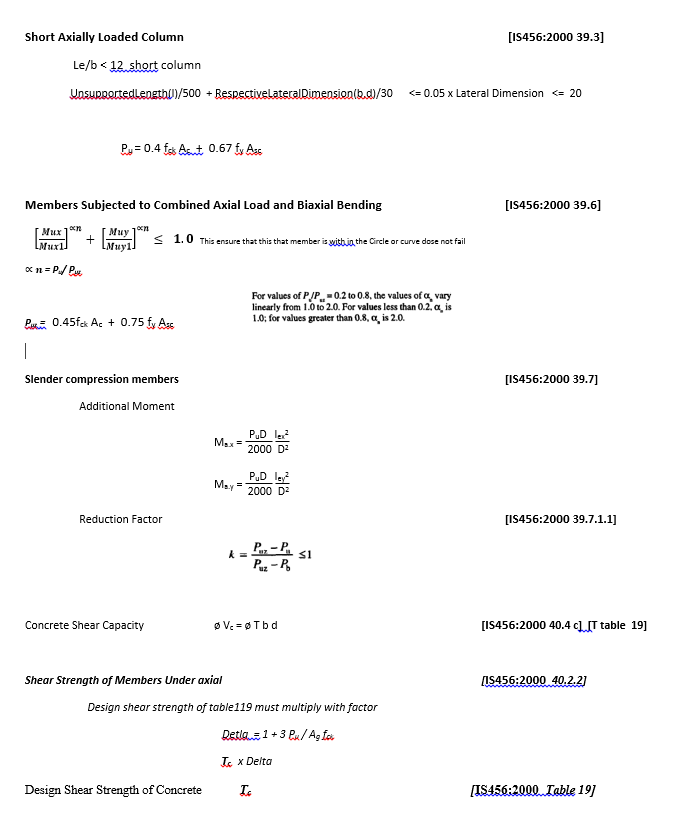 Short Axially Loaded Column [IS456:2000 39.3]
Le/b < 12 short column
UnsupportedLength(l)/500 + RespectiveLateralDimension(b,d)/30 <= 0.05 x Lateral Dimension <= 20
Pu = 0.4 fck Ac + 0.67 fy Asc
Members Subjected to Combined Axial Load and Biaxial Bending [IS456:2000 39.6]
[Mux/Mux1]^∝n + [Muy/Muy1]^∝n ≤ 1.0 This ensure that this that member is with in the Circle or curve dose not fail
∝ n = Pu/ Puz
For values of Pu/Puz = 0.2 to 0.8, the values of αn vary
linearly from 1.0 to 2.0. For values less than 0.2, αn is
1.0; for values greater than 0.8, αn is 2.0.
Puz = 0.45fck Ac + 0.75 fy Asc
Slender compression members [IS456:2000 39.7]
Additional Moment
Max = PuD/2000 lex²/D²
May = PuD/2000 ley²/D²
Reduction Factor [IS456:2000 39.7.1.1]
k = (Puz − Pu)/(Puz − Pb) ≤1
Concrete Shear Capacity ø Vc = ø T b d [IS456:2000 40.4 c] [T table 19]
Shear Strength of Members Under axial [IS456:2000 40.2.2]
Design shear strength of table119 must multiply with factor
Detla = 1 + 3 Pu / Ag fck
Tc x Delta
Design Shear Strength of Concrete Tc [IS456:2000 Table 19]